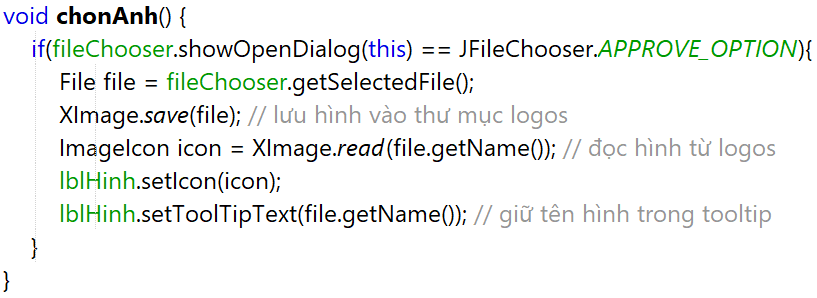 void chonAnh() {
if(fileChooser.showOpenDialog(this) == JFileChooser.APPROVE_OPTION){
File file = fileChooser.getSelectedFile();
XImage.save(file); // lưu hình vào thư mục logos
ImageIcon icon = XImage.read(file.getName()); // đọc hình từ logos
lblHinh.setIcon(icon);
lblHinh.setToolTipText(file.getName()); // giữ tên hình trong tooltip
}
}